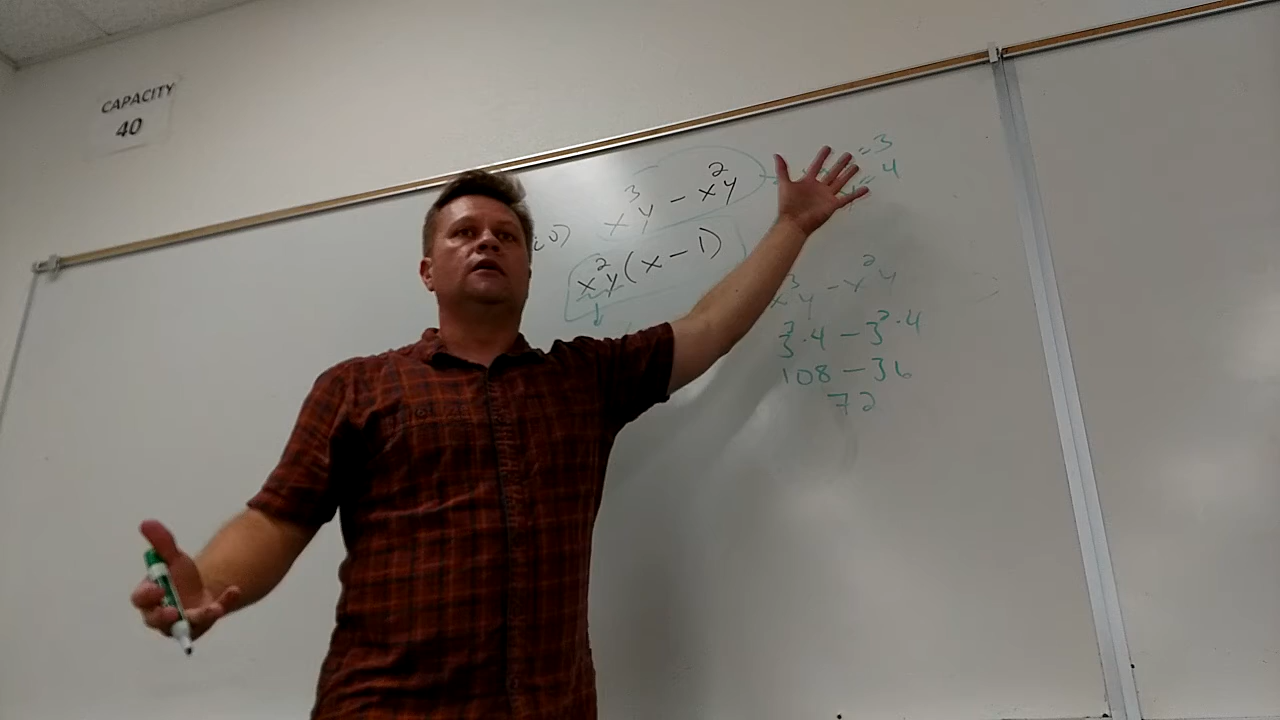 CAPACITY
40
x³y - x²y
x²y(x - 1)
= 3
= 4
x³y - x²y
3³·4 - 3²·4
108 - 36
72